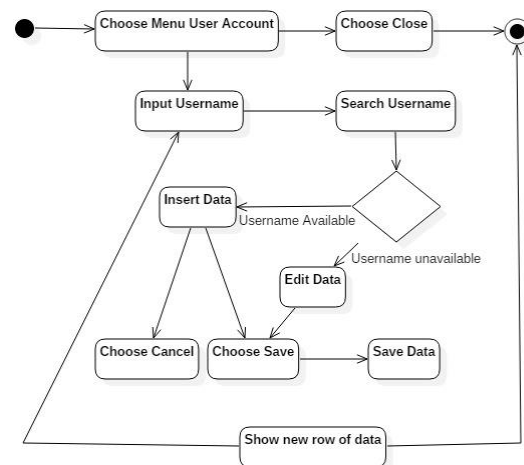 Choose Menu User Account
Choose Close
Input Username
Search Username
Insert Data
Username Available
Username unavailable
Edit Data
Choose Cancel
Choose Save
Save Data
Show new row of data